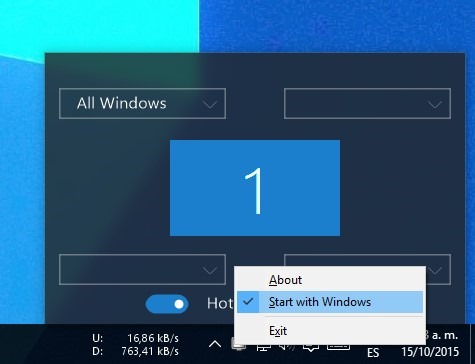 All Windows
1
Hot
About
Start with Windows
Exit
U: 16,86 kB/s
D: 763,41 kB/s
a. m.
ES 15/10/2015